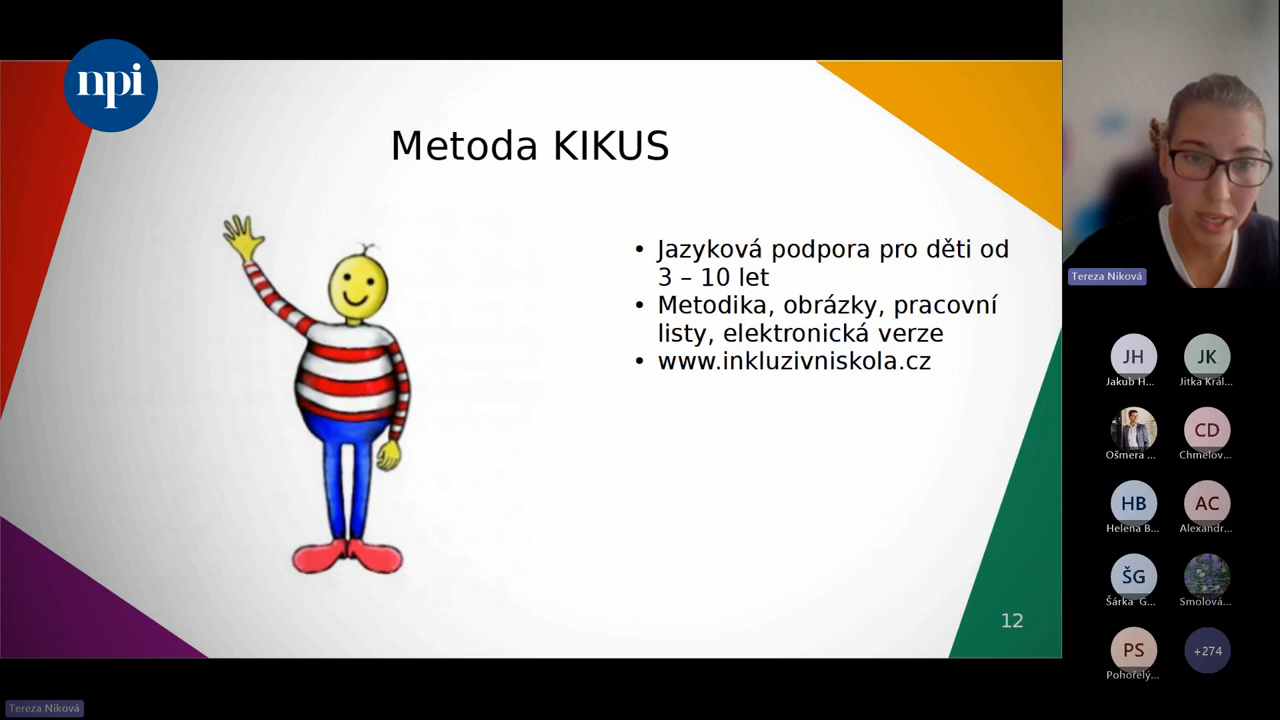 npi
Metoda KIKUS
• Jazyková podpora pro děti od
3 – 10 let
• Metodika, obrázky, pracovní
listy, elektronická verze
• www.inkluzivniskola.cz
12
Tereza Niková
JH
Jakub H...
JK
Jitka Král...
Ošmera ...
CD
Chmelov...
HB
Helena B...
AC
Alexandr...
ŠG
Šárka G...
Smolová...
PS
Pohořelý...
+274
Tereza Niková